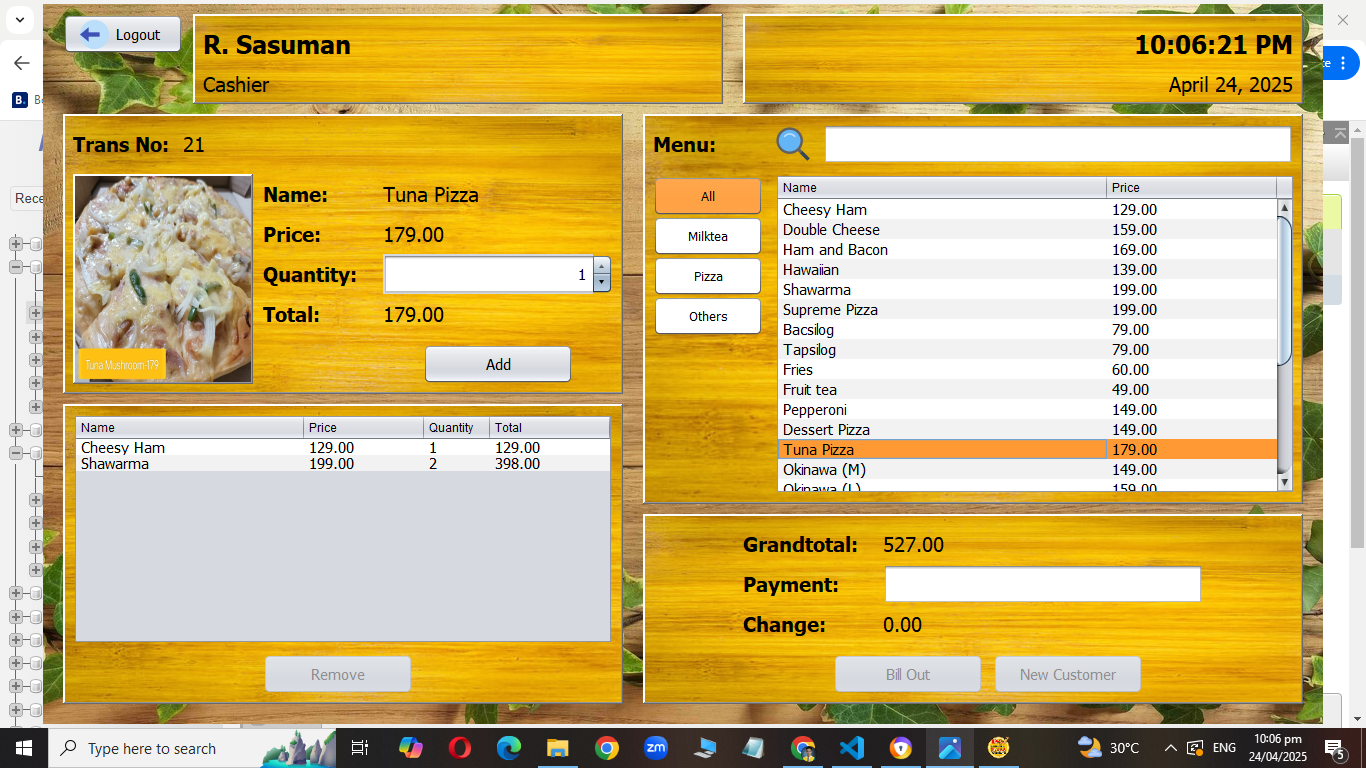 Logout
R. Sasuman
Cashier
10:06:21 PM
April 24, 2025
Trans No: 21
Name: Tuna Pizza
Price: 179.00
Quantity: 1
Total: 179.00
Tuna Mushroom-179
Add
Name Price Quantity Total
Cheesy Ham 129.00 1 129.00
Shawarma 199.00 2 398.00
Remove
Menu:
All
Milktea
Pizza
Others
Name Price
Cheesy Ham 129.00
Double Cheese 159.00
Ham and Bacon 169.00
Hawaiian 139.00
Shawarma 199.00
Supreme Pizza 199.00
Bacsilog 79.00
Tapsilog 79.00
Fries 60.00
Fruit tea 49.00
Pepperoni 149.00
Dessert Pizza 149.00
Tuna Pizza 179.00
Okinawa (M) 149.00
Okinawa (L) 159.00
Grandtotal: 527.00
Payment:
Change: 0.00
Bill Out
New Customer
B.
Rece
Type here to search
zm
30°C
ENG
10:06 pm
24/04/2025
5